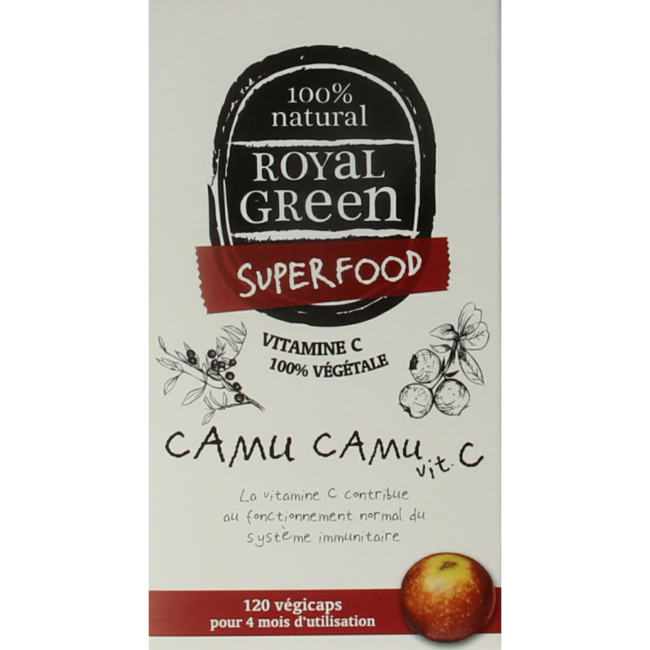 100%
natural
ROYaL
GReen
SUPERFOOD
VITAMINE C
100% VÉGÉTALE
CAMU CAMU vit. C
La vitamine C contribue
au fonctionnement normal du
système immunitaire
120 végicaps
pour 4 mois d'utilisation